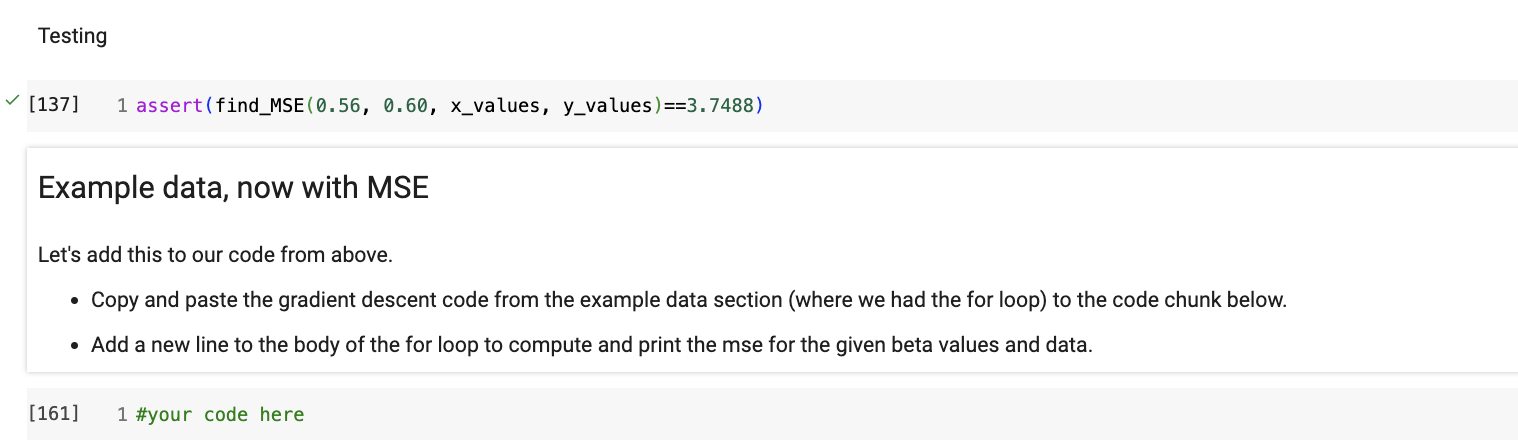 Testing
[137] 1 assert(find_MSE(0.56, 0.60, x_values, y_values)==3.7488)
Example data, now with MSE
Let's add this to our code from above.
• Copy and paste the gradient descent code from the example data section (where we had the for loop) to the code chunk below.
• Add a new line to the body of the for loop to compute and print the mse for the given beta values and data.
[161] 1 #your code here